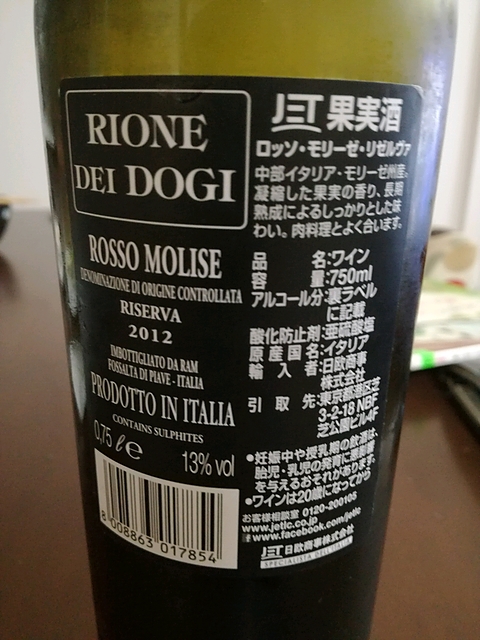 RIONE
DEI DOGI
ROSSO MOLISE
DENOMINAZIONE DI ORIGINE CONTROLLATA
RISERVA
2012
IMBOTTIGLIATO DA RAM
FOSSALTA DI PIAVE - ITALIA
PRODOTTO IN ITALIA
CONTAINS SULPHITES
0,75 ℓ ℮ 13% vol
8 008863 017854
JET 果実酒
ロッソ・モリーゼ・リゼルヴァ
中部イタリア・モリーゼ州産。
凝縮した果実の香り、長期
熟成によるしっかりとした味
わい。肉料理とよく合います。
品名:ワイン
容量:750ml
アルコール分:裏ラベル
に記載
酸化防止剤:亜硫酸塩
原産国名:イタリア
輸入者:日欧商事
株式会社
引取先:東京都港区芝
3-2-18 NBF
芝公園ビル4F
●妊娠中や授乳期の飲酒は、
胎児・乳児の発育に悪影響
を与えるおそれがあります。
●ワインは20歳になってから
お客様相談室 0120-200105
www.jetlc.co.jp
www.facebook.com/jetlc
JET 日欧商事株式会社
SPECIALISTA DELL'ITALIA